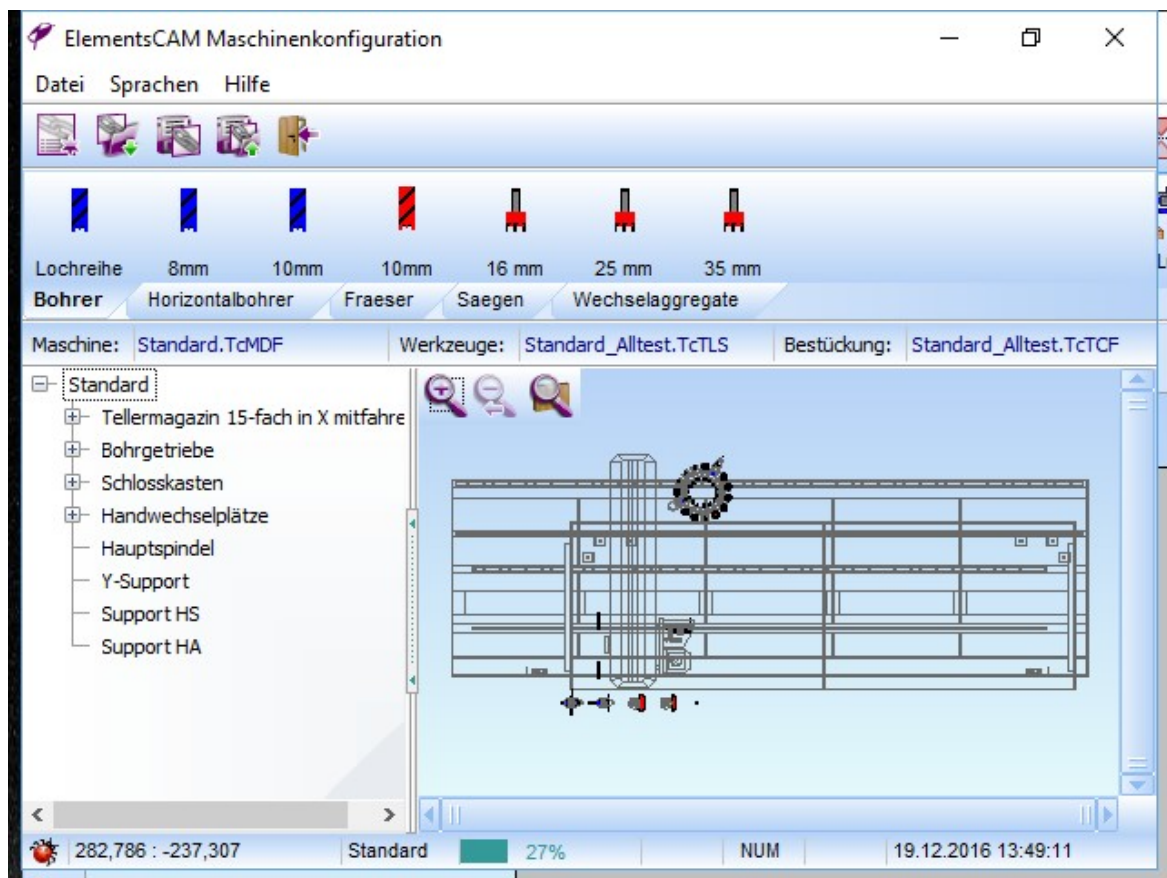 ElementsCAM Maschinenkonfiguration
Datei Sprachen Hilfe
Lochreihe 8mm 10mm 10mm 16 mm 25 mm 35 mm
Bohrer Horizontalbohrer Fraeser Saegen Wechselaggregate
Maschine: Standard.TcMDF Werkzeuge: Standard_Alltest.TcTLS Bestückung: Standard_Alltest.TcTCF
Standard
Tellermagazin 15-fach in X mitfahre
Bohrgetriebe
Schlosskasten
Handwechselplätze
Hauptspindel
Y-Support
Support HS
Support HA
282,786 : -237,307 Standard 27% NUM 19.12.2016 13:49:11